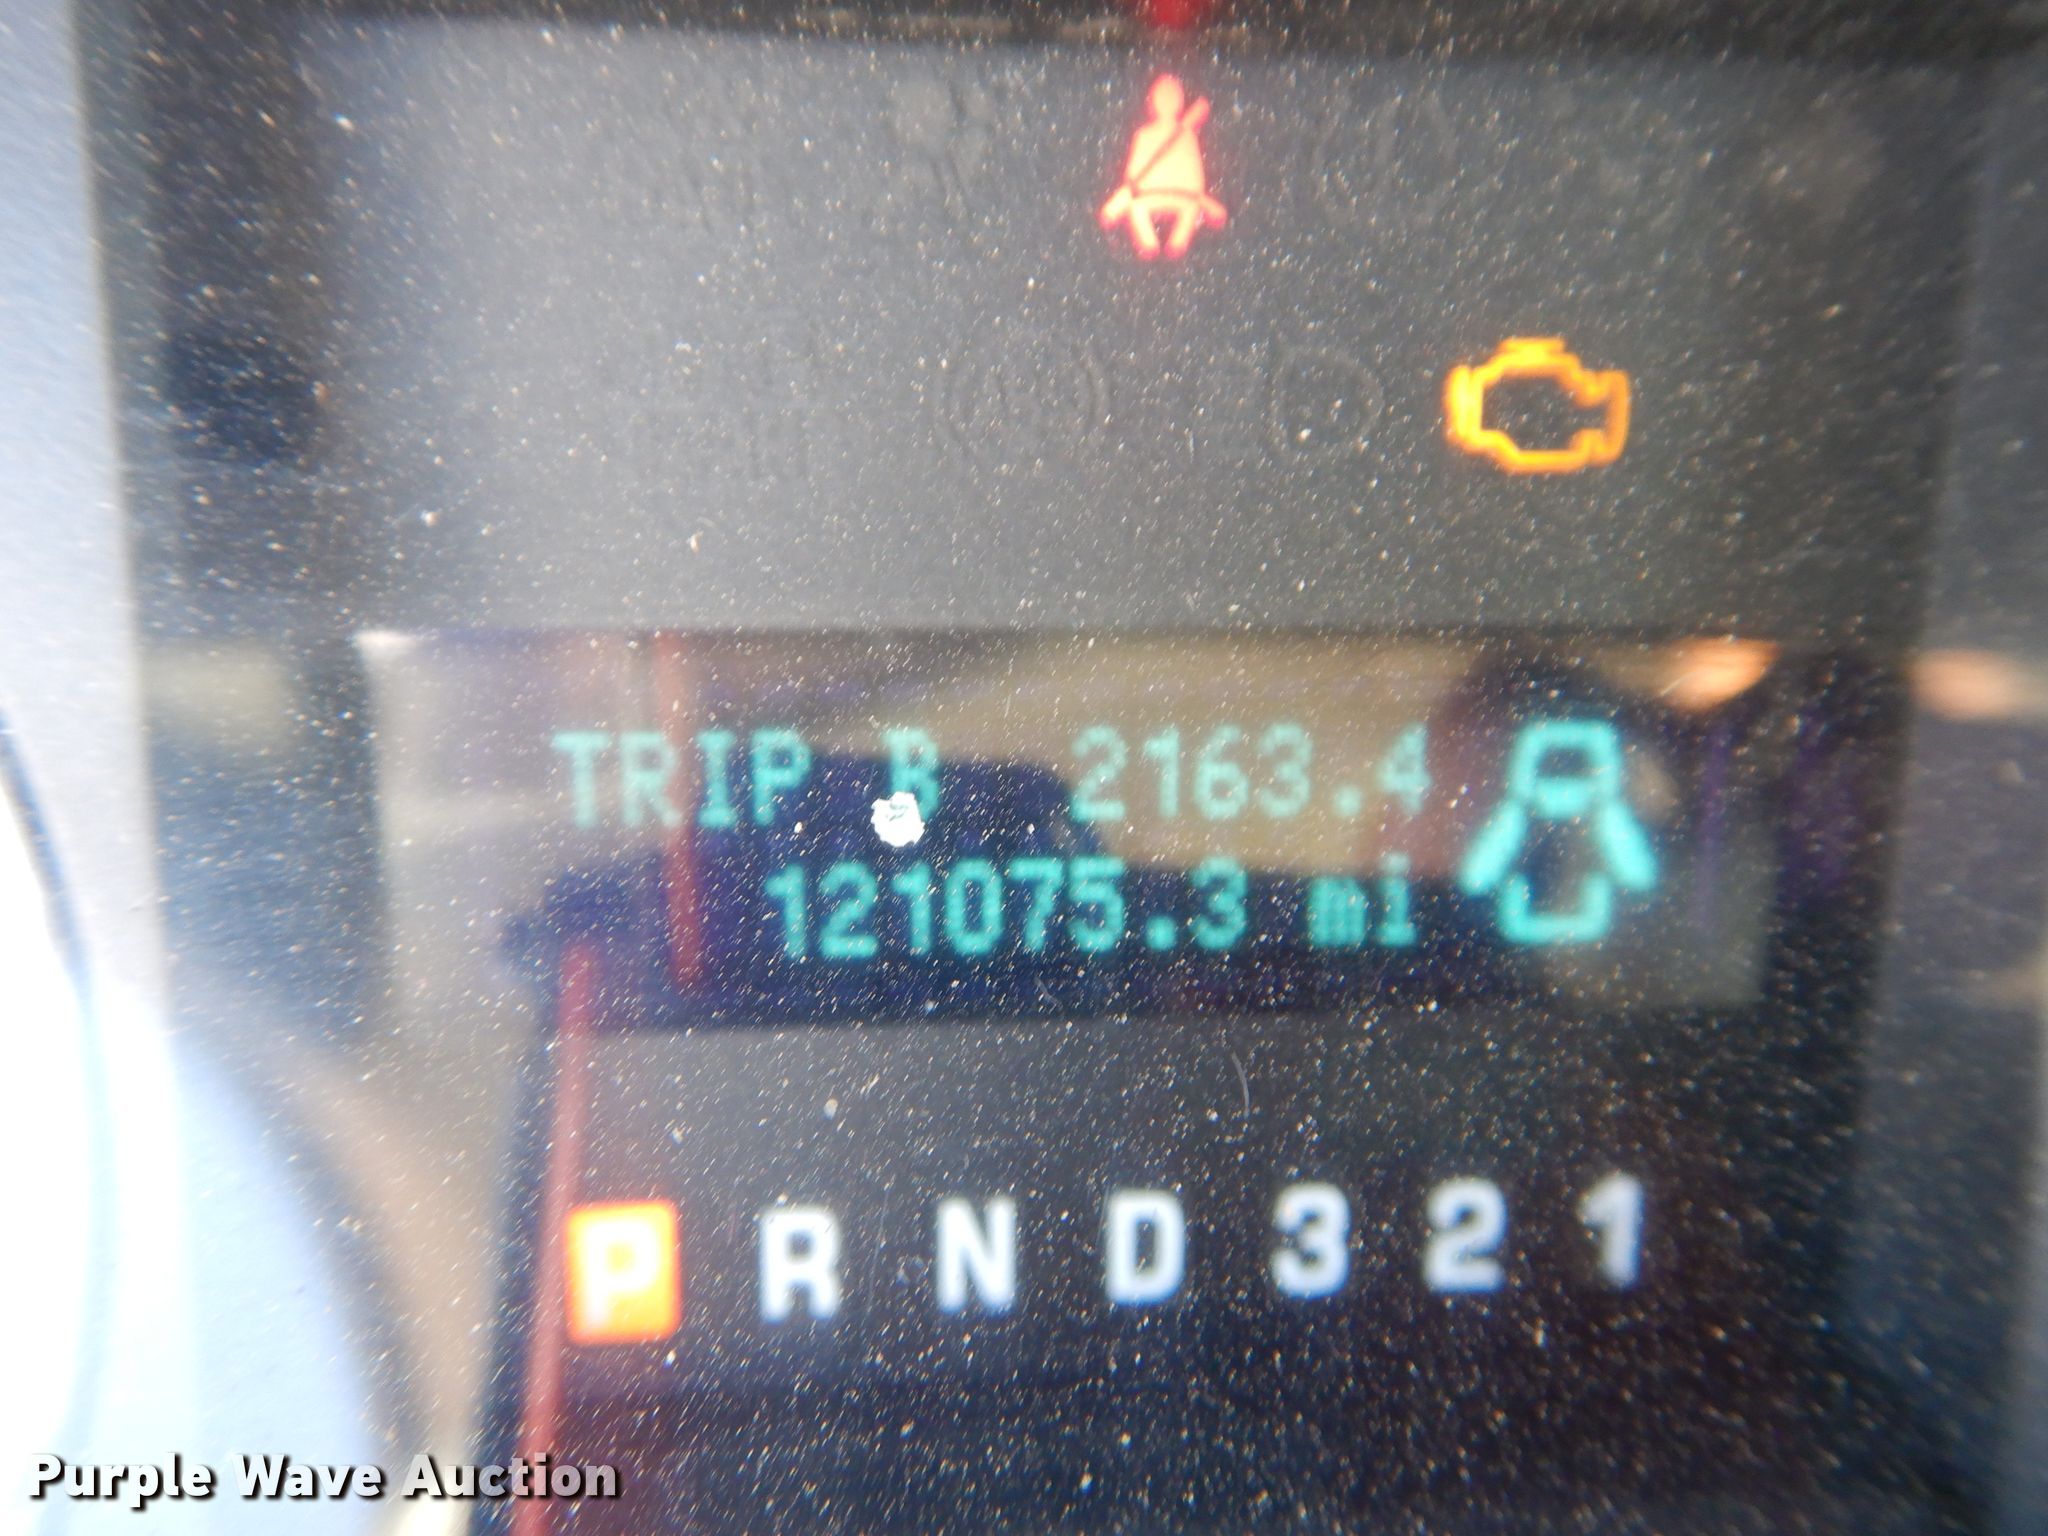 TRIP B 2163.4
121075.3 mi
P R N D 3 2 1
Purple Wave Auction